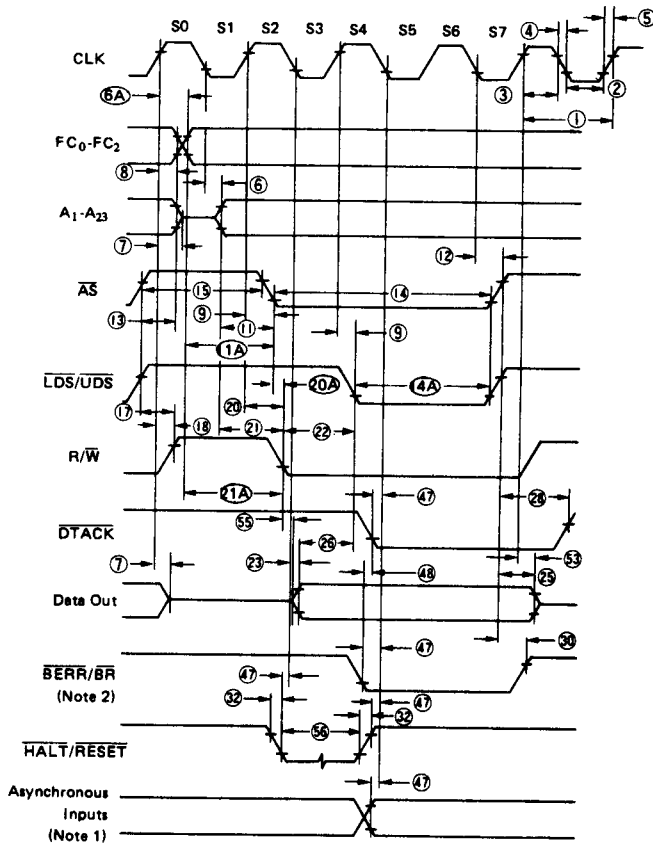 S0 S1 S2 S3 S4 S5 S6 S7
④ ⑤
CLK
③ ②
6A ①
FC0-FC2
⑧ ⑥
A1-A23
⑦ ⑫
AS
⑮ ⑭
⑬ ⑨ ⑪ ⑨
11A
LDS/UDS
20A 14A
⑰ ⑳
⑱ ㉑ ㉒
R/W
21A ㊼ ㉘
55
DTACK
㉖ 53
⑦ ㉓ ㊽ ㉕
Data Out
㊼ ㉚
BERR/BR
(Note 2)
㊼ ㊼
㉜ 56 ㉜
HALT/RESET
㊼
Asynchronous
Inputs
(Note 1)